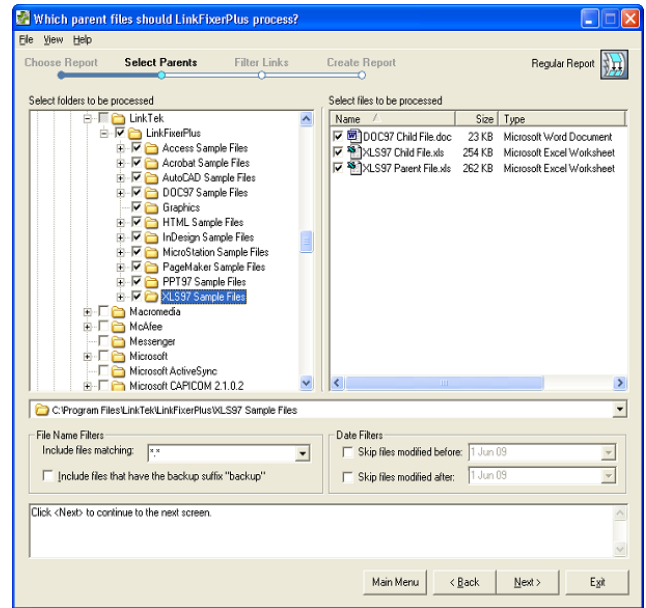 Which parent files should LinkFixerPlus process?
File View Help
Choose Report Select Parents Filter Links Create Report Regular Report
Select folders to be processed
LinkTek
LinkFixerPlus
Access Sample Files
Acrobat Sample Files
AutoCAD Sample Files
DOC97 Sample Files
Graphics
HTML Sample Files
InDesign Sample Files
MicroStation Sample Files
PageMaker Sample Files
PPT97 Sample Files
XLS97 Sample Files
Macromedia
McAfee
Messenger
Microsoft
Microsoft ActiveSync
Microsoft CAPICOM 2.1.0.2
Select files to be processed
Name Size Type
DOC97 Child File.doc 23 KB Microsoft Word Document
XLS97 Child File.xls 254 KB Microsoft Excel Worksheet
XLS97 Parent File.xls 262 KB Microsoft Excel Worksheet
C:\Program Files\LinkTek\LinkFixerPlus\XLS97 Sample Files
File Name Filters
Include files matching: *.*
Include files that have the backup suffix "backup"
Date Filters
Skip files modified before: 1 Jun 09
Skip files modified after: 1 Jun 09
Click <Next> to continue to the next screen.
Main Menu < Back Next > Exit